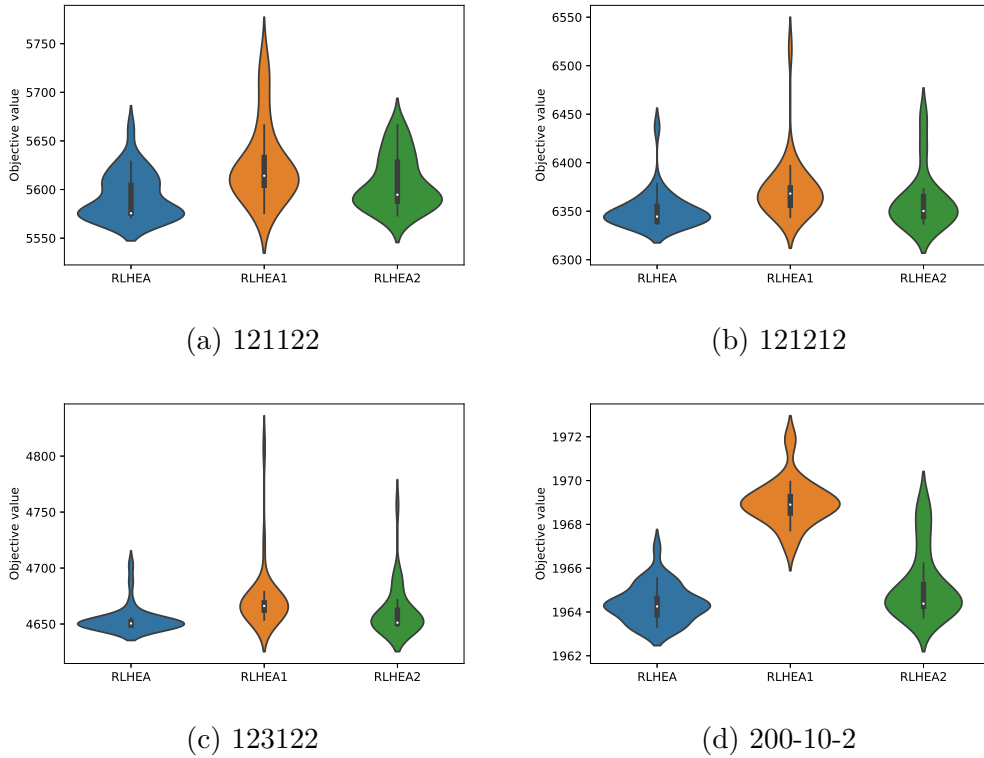 5750
5700
5650
5600
5550
Objective value
RLHEA RLHEA1 RLHEA2
(a) 121122
6550
6500
6450
6400
6350
6300
Objective value
RLHEA RLHEA1 RLHEA2
(b) 121212
4800
4750
4700
4650
Objective value
RLHEA RLHEA1 RLHEA2
(c) 123122
1972
1970
1968
1966
1964
1962
Objective value
RLHEA RLHEA1 RLHEA2
(d) 200-10-2